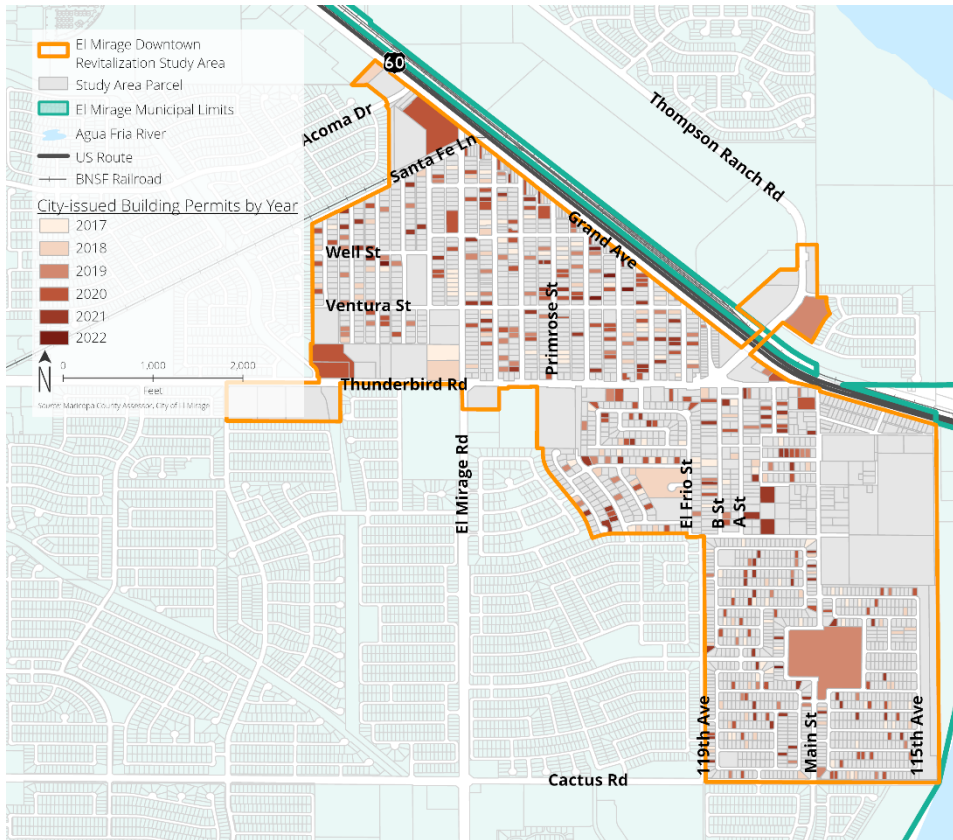 El Mirage Downtown
Revitalization Study Area
Study Area Parcel
El Mirage Municipal Limits
Agua Fria River
US Route
BNSF Railroad
City-issued Building Permits by Year
2017
2018
2019
2020
2021
2022
N
0 1,000 2,000
Feet
Source: Maricopa County Assessor, City of El Mirage
60
Acoma Dr
Santa Fe Ln
Thompson Ranch Rd
Grand Ave
Well St
Ventura St
Primrose St
Thunderbird Rd
El Mirage Rd
El Frio St
B St
A St
119th Ave
Main St
115th Ave
Cactus Rd